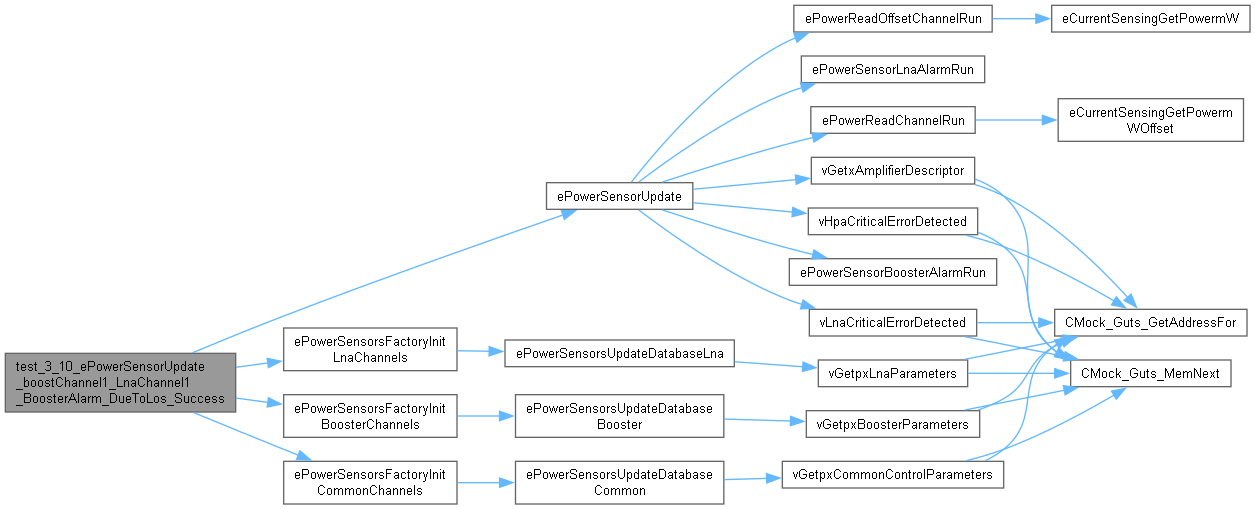 ePowerReadOffsetChannelRun
eCurrentSensingGetPowermW
ePowerSensorLnaAlarmRun
ePowerReadChannelRun
eCurrentSensingGetPowerm
WOffset
vGetxAmplifierDescriptor
ePowerSensorUpdate
vHpaCriticalErrorDetected
ePowerSensorBoosterAlarmRun
vLnaCriticalErrorDetected
CMock_Guts_GetAddressFor
test_3_10_ePowerSensorUpdate
_boostChannel1_LnaChannel1
_BoosterAlarm_DueToLos_Success
ePowerSensorsFactoryInit
LnaChannels
ePowerSensorsUpdateDatabaseLna
vGetpxLnaParameters
CMock_Guts_MemNext
ePowerSensorsFactoryInit
BoosterChannels
ePowerSensorsUpdateDatabase
Booster
vGetpxBoosterParameters
ePowerSensorsFactoryInit
CommonChannels
ePowerSensorsUpdateDatabase
Common
vGetpxCommonControlParameters